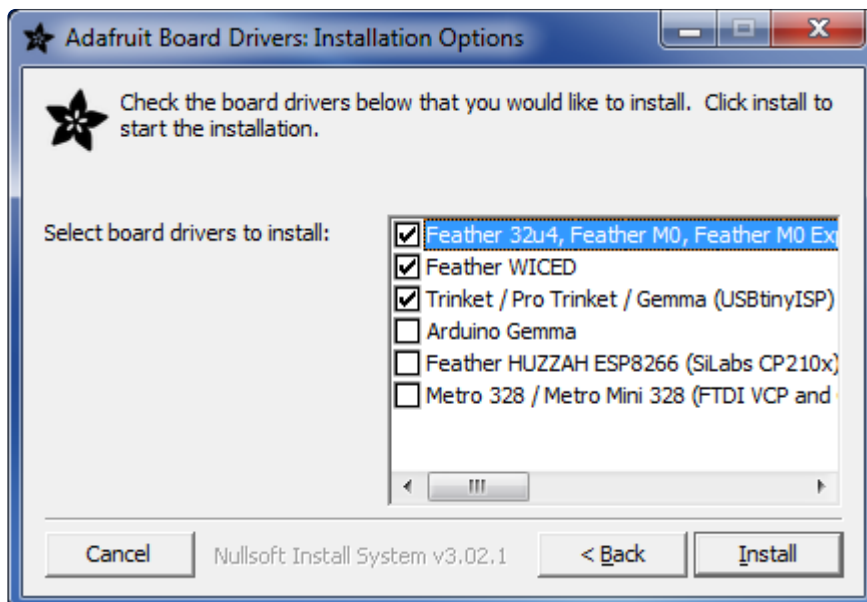 Adafruit Board Drivers: Installation Options
Check the board drivers below that you would like to install. Click install to
start the installation.
Select board drivers to install:
Feather 32u4, Feather M0, Feather M0
Feather WICED
Trinket / Pro Trinket / Gemma (USBtinyISP)
Arduino Gemma
Feather HUZZAH ESP8266 (SiLabs CP210x)
Metro 328 / Metro Mini 328 (FTDI VCP and
Cancel
Nullsoft Install System v3.02.1
< Back
Install